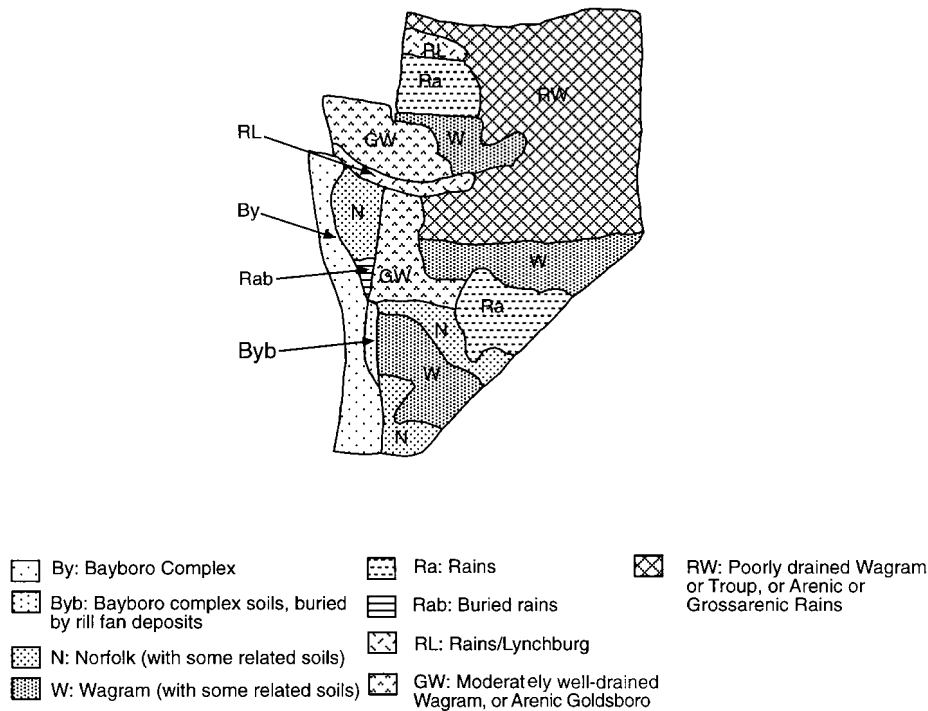 RL
Ra
RW
GW
W
RL
By
N
Rab
GW
W
Ra
Byb
N
W
N
By: Bayboro Complex
Byb: Bayboro complex soils, buried
by rill fan deposits
N: Norfolk (with some related soils)
W: Wagram (with some related soils)
Ra: Rains
Rab: Buried rains
RL: Rains/Lynchburg
GW: Moderately well-drained
Wagram, or Arenic Goldsboro
RW: Poorly drained Wagram
or Troup, or Arenic or
Grossarenic Rains